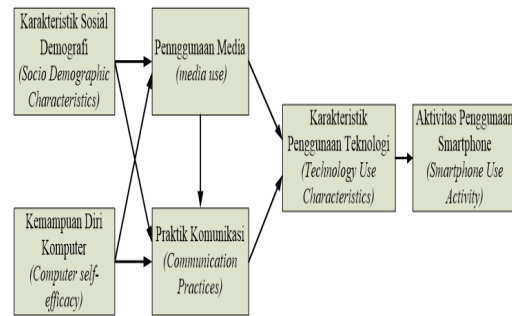 Karakteristik Sosial
Demografi
(Socio Demographic
Characteristics)
Pennggunaan Media
(media use)
Karakteristik
Penggunaan Teknologi
(Technology Use
Characteristics)
Aktivitas Penggunaan
Smartphone
(Smartphone Use
Activity)
Kemampuan Diri
Komputer
(Computer self-
efficacy)
Praktik Komunikasi
(Communication
Practices)